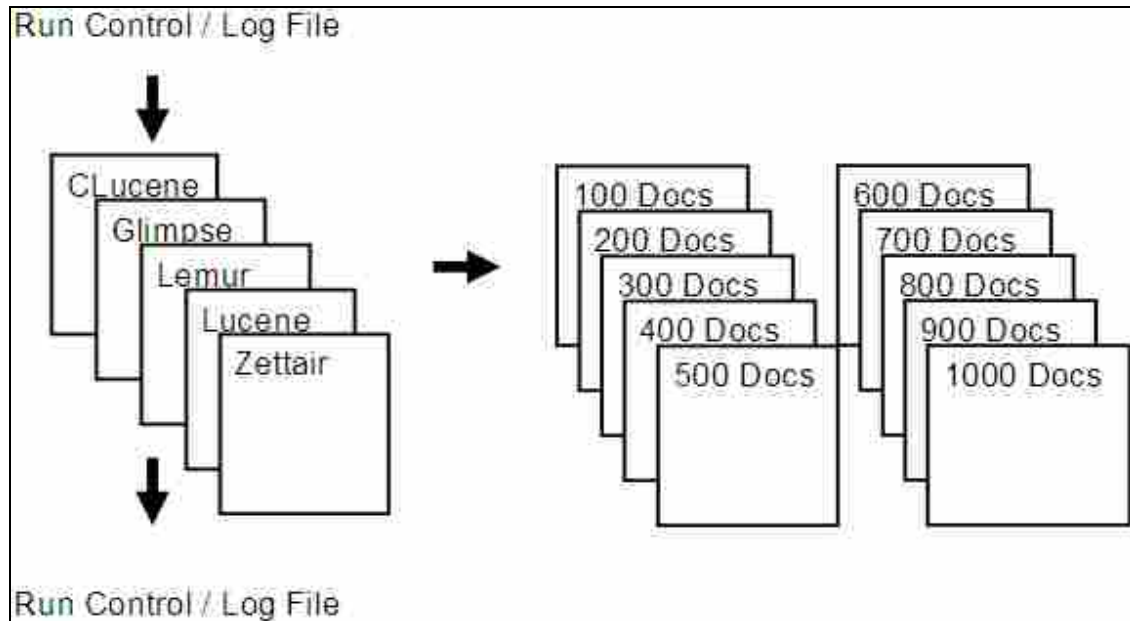 Run Control / Log File
CLucene
Glimpse
Lemur
Lucene
Zettair
100 Docs
200 Docs
300 Docs
400 Docs
500 Docs
600 Docs
700 Docs
800 Docs
900 Docs
1000 Docs
Run Control / Log File